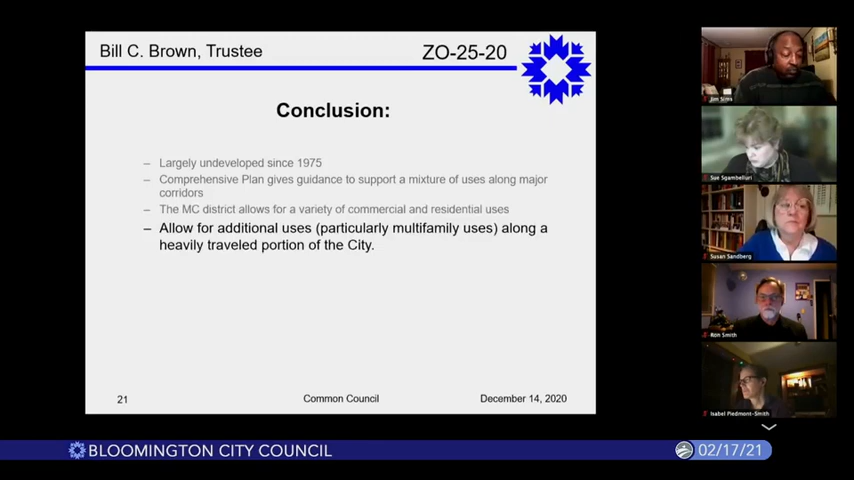 Bill C. Brown, Trustee
ZO-25-20
Conclusion:
– Largely undeveloped since 1975
– Comprehensive Plan gives guidance to support a mixture of uses along major
corridors
– The MC district allows for a variety of commercial and residential uses
– Allow for additional uses (particularly multifamily uses) along a
heavily traveled portion of the City.
21
Common Council
December 14, 2020
Jim Sims
Sue Sgambelluri
Susan Sandberg
Ron Smith
Isabel Piedmont-Smith
BLOOMINGTON CITY COUNCIL
02/17/21